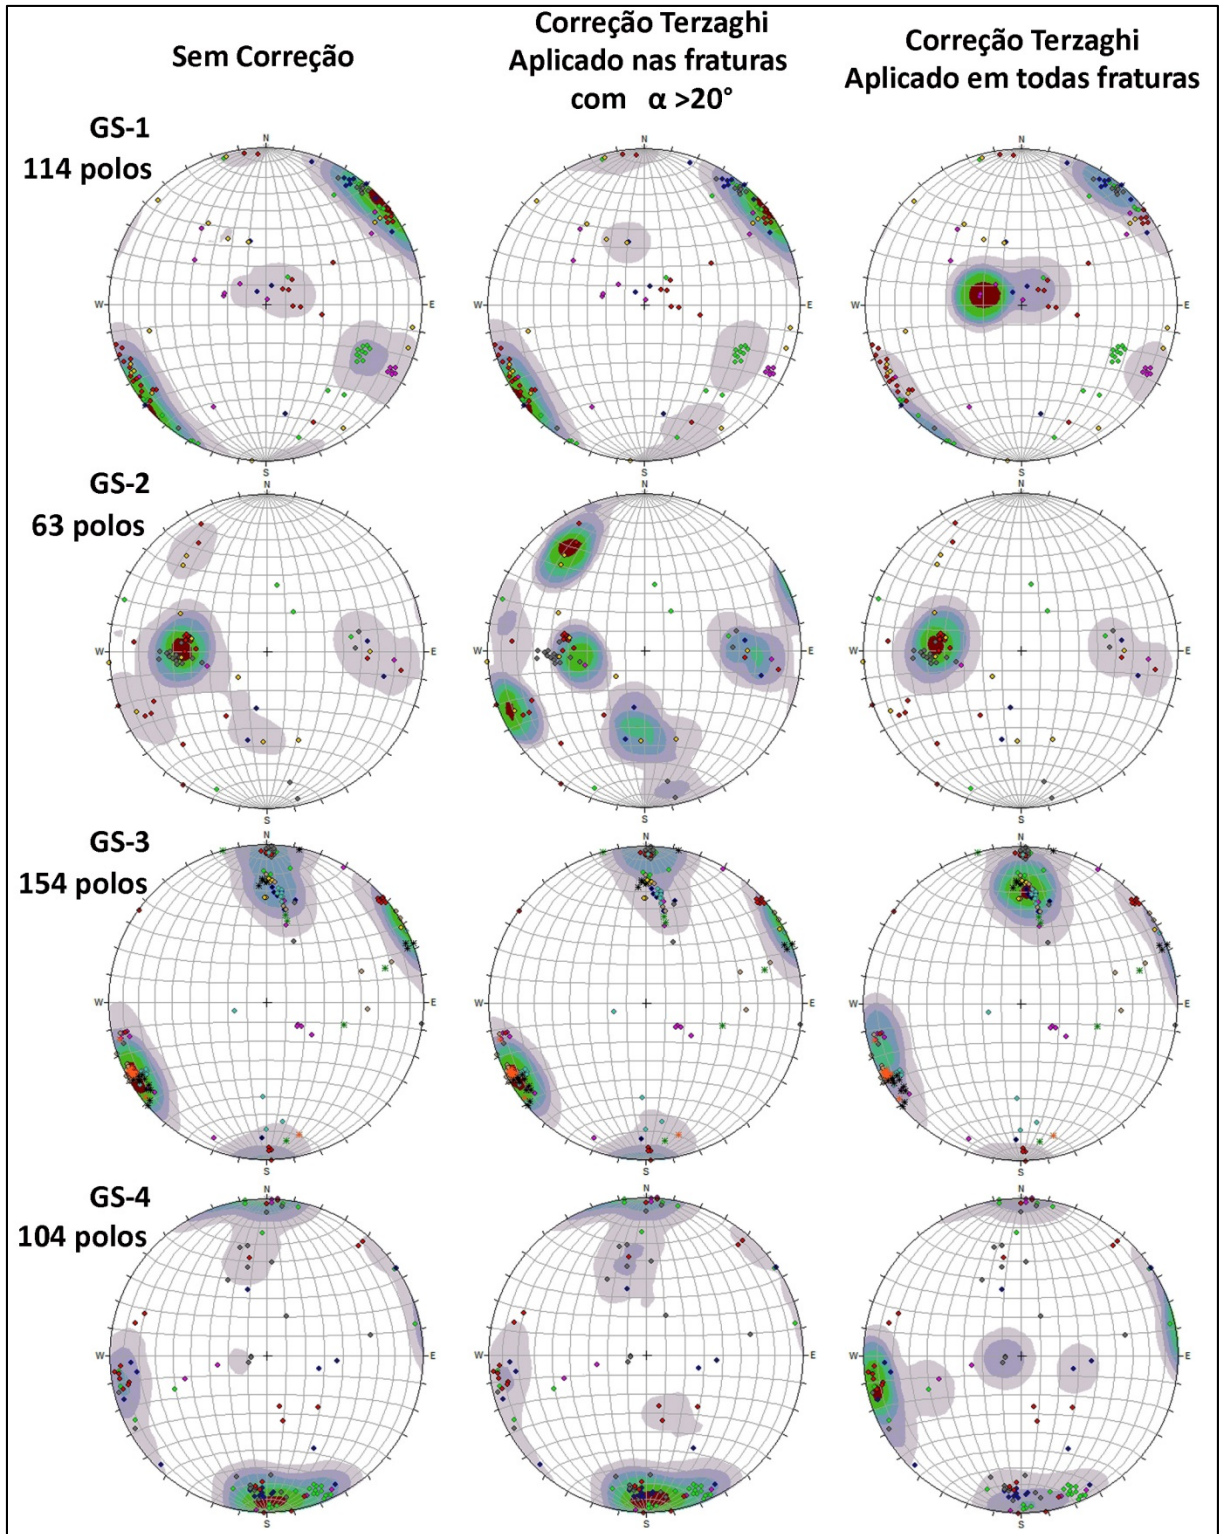 Sem Correção
Correção Terzaghi
Aplicado nas fraturas
com α >20°
Correção Terzaghi
Aplicado em todas fraturas
GS-1
114 polos
N
W
E
S
N
W
E
S
N
W
E
S
GS-2
63 polos
N
W
E
S
N
W
E
S
N
W
E
S
GS-3
154 polos
N
W
E
S
N
W
E
S
N
W
E
S
GS-4
104 polos
N
W
E
S
N
W
E
S
N
W
E
S